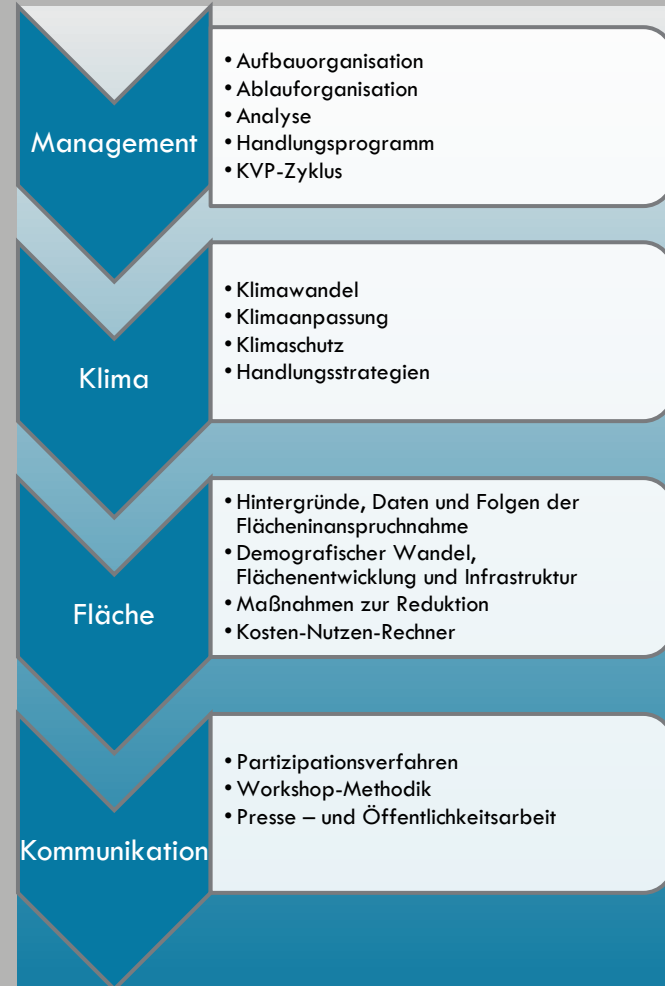 Management
• Aufbauorganisation
• Ablauforganisation
• Analyse
• Handlungsprogramm
• KVP-Zyklus
Klima
• Klimawandel
• Klimaanpassung
• Klimaschutz
• Handlungsstrategien
Fläche
• Hintergründe, Daten und Folgen der
Flächeninanspruchnahme
• Demografischer Wandel,
Flächenentwicklung und Infrastruktur
• Maßnahmen zur Reduktion
• Kosten-Nutzen-Rechner
Kommunikation
• Partizipationsverfahren
• Workshop-Methodik
• Presse – und Öffentlichkeitsarbeit